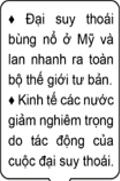 ♦ Đại suy thoái
bùng nổ ở Mỹ và
lan nhanh ra toàn
bộ thế giới tư bản.
♦ Kinh tế các nước
giảm nghiêm trọng
do tác động của
cuộc đại suy thoái.